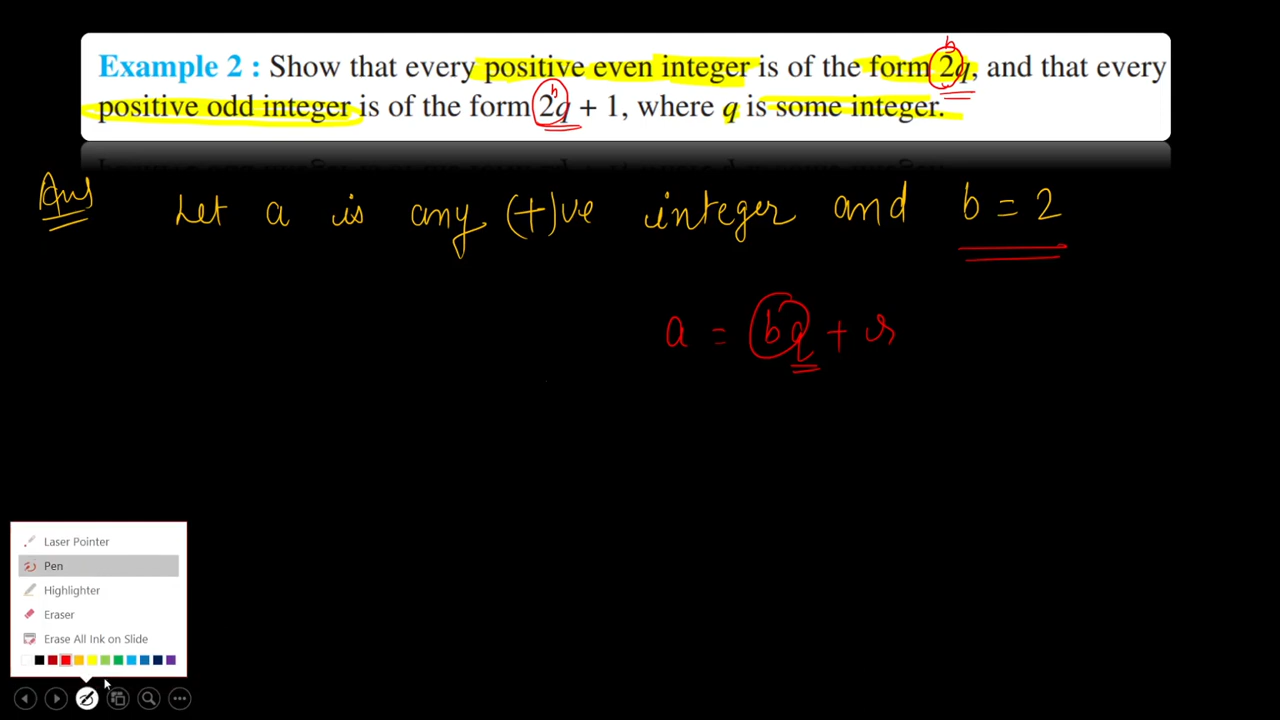 Example 2 : Show that every positive even integer is of the form 2q, and that every
positive odd integer is of the form 2q + 1, where q is some integer.
b
b
Ans Let a is any (+)ve integer and b = 2
a = bq + r
Laser Pointer
Pen
Highlighter
Eraser
Erase All Ink on Slide